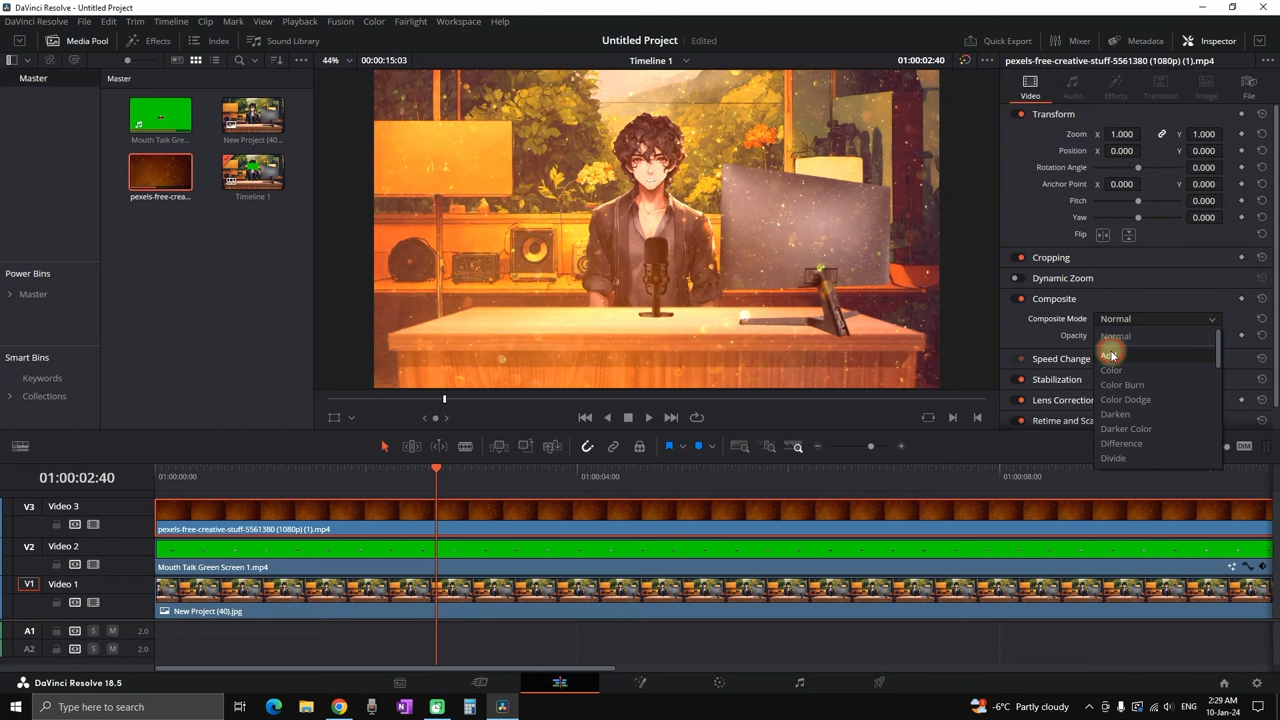 DaVinci Resolve - Untitled Project
DaVinci Resolve File Edit Trim Timeline Clip Mark View Playback Fusion Color Fairlight Workspace Help
Media Pool Effects Index Sound Library Untitled Project Edited Quick Export Mixer Metadata Inspector
44% 00:00:15:03 Timeline 1 01:00:02:40 pexels-free-creative-stuff-5561380 (1080p) (1).mp4
Master Master
Video Audio Effects Transition Image File
Transform
Zoom X 1.000 Y 1.000
Mouth Talk Gre... New Project (40...
Position X 0.000 Y 0.000
Rotation Angle 0.000
Anchor Point X 0.000 Y 0.000
pexels-free-crea... Timeline 1
Pitch 0.000
Yaw 0.000
Flip
Cropping
Power Bins
Dynamic Zoom
Master
Composite
Composite Mode Normal
Opacity Normal
Smart Bins
Speed Change
Color
Keywords
Stabilization
Color Burn
Collections
Lens Correction
Color Dodge
Darken
Retime and Sca
Darker Color
Difference
Divide
DIM
01:00:02:40 01:00:00:00 01:00:04:00 01:00:08:00
V3 Video 3
pexels-free-creative-stuff-5561380 (1080p) (1).mp4
V2 Video 2
Mouth Talk Green Screen 1.mp4
V1 Video 1
New Project (40).jpg
A1 S M 2.0
A2 S M 2.0
DaVinci Resolve 18.5
Type here to search -6°C Partly cloudy ENG 2:29 AM
10-Jan-24